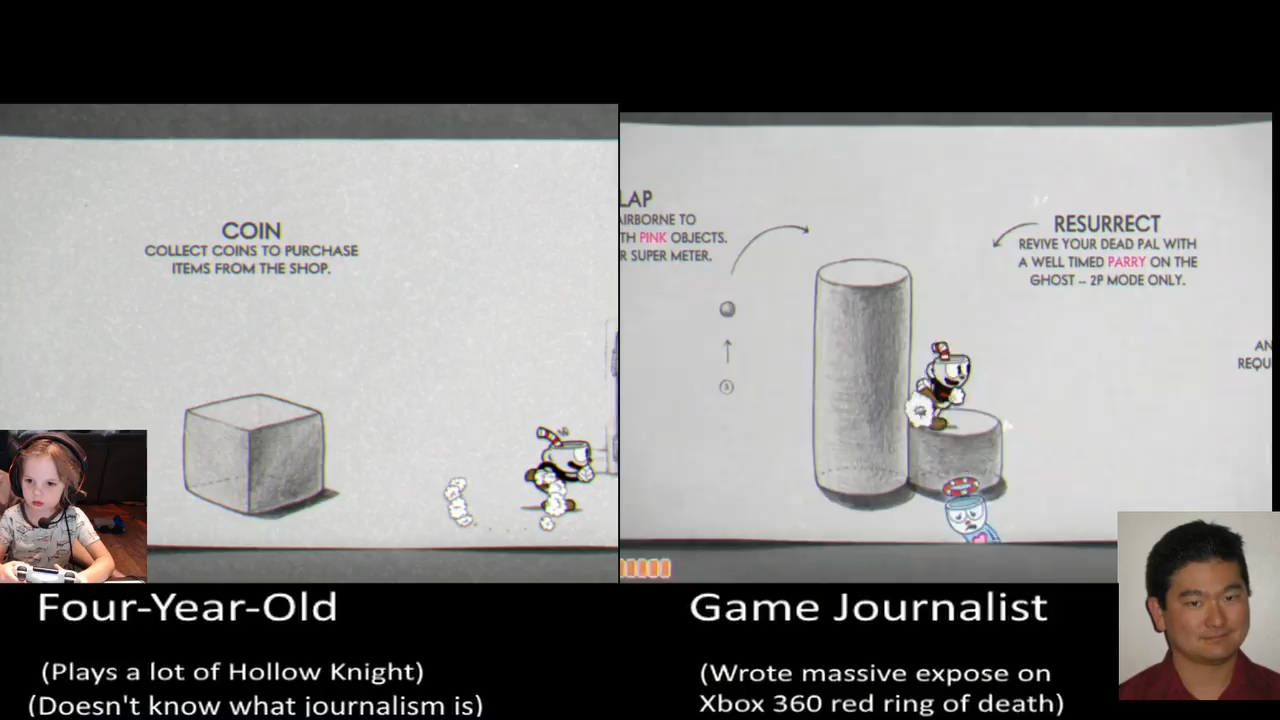 COIN
COLLECT COINS TO PURCHASE
ITEMS FROM THE SHOP.
LAP
AIRBORNE TO
TH PINK OBJECTS.
R SUPER METER.
RESURRECT
REVIVE YOUR DEAD PAL WITH
A WELL TIMED PARRY ON THE
GHOST – 2P MODE ONLY.
AN
REQU
Four-Year-Old
(Plays a lot of Hollow Knight)
(Doesn't know what journalism is)
Game Journalist
(Wrote massive expose on
Xbox 360 red ring of death)